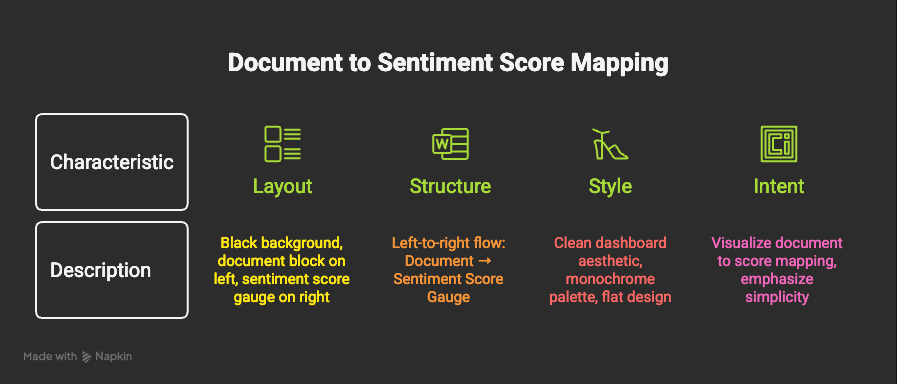 Document to Sentiment Score Mapping
Characteristic
W
Ci
Layout
Structure
Style
Intent
Description
Black background,
document block on
left, sentiment score
gauge on right
Left-to-right flow:
Document →
Sentiment Score
Gauge
Clean dashboard
aesthetic,
monochrome
palette, flat design
Visualize document
to score mapping,
emphasize
simplicity
Made with Napkin